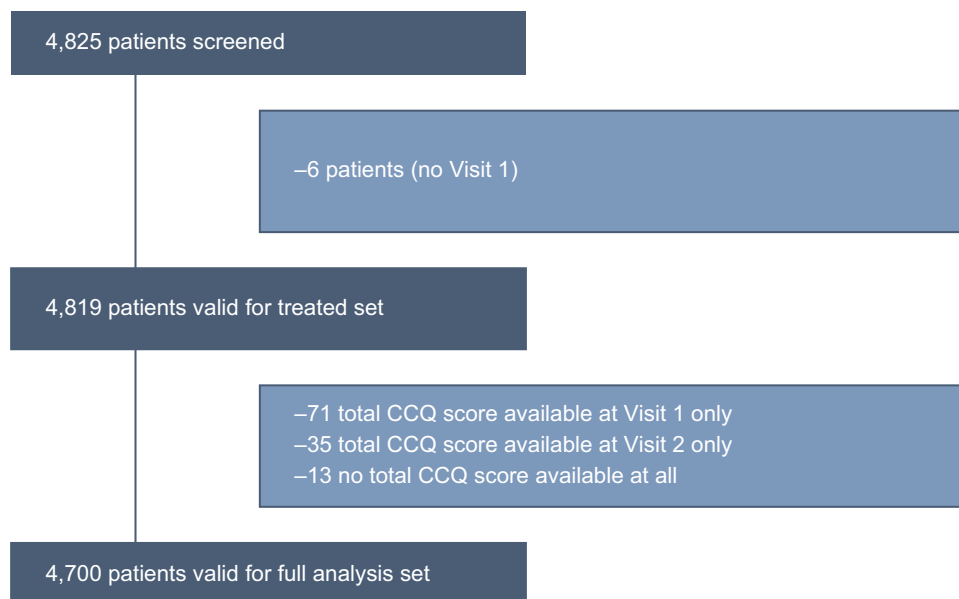 4,825 patients screened
–6 patients (no Visit 1)
4,819 patients valid for treated set
–71 total CCQ score available at Visit 1 only
–35 total CCQ score available at Visit 2 only
–13 no total CCQ score available at all
4,700 patients valid for full analysis set